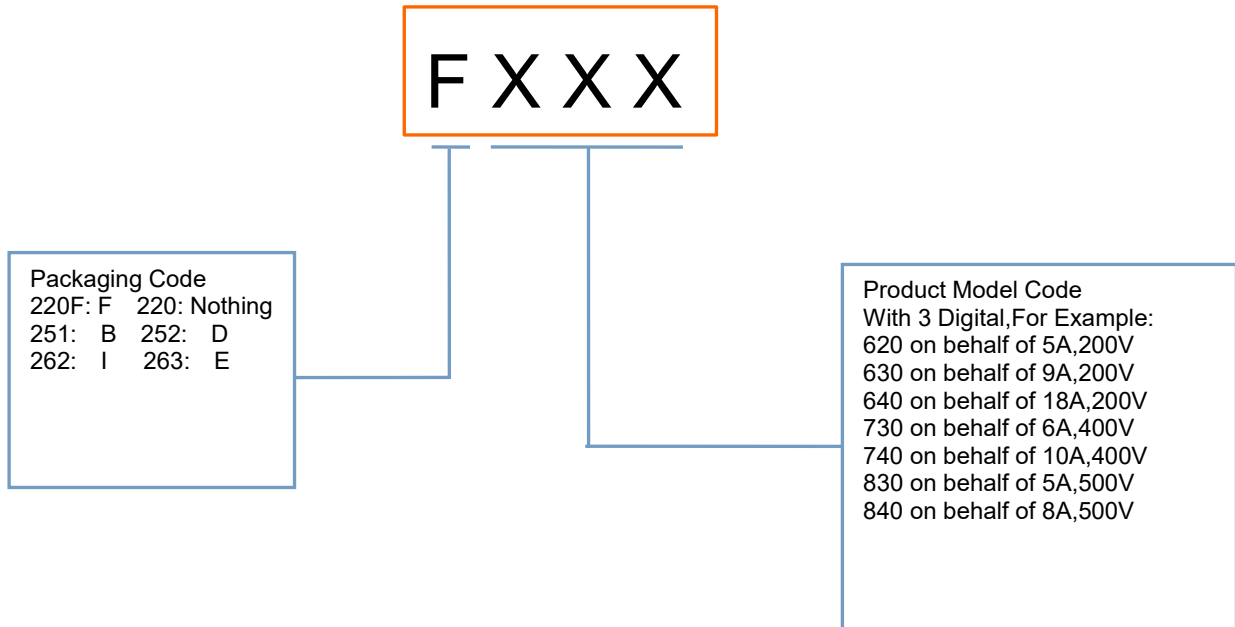 F X X X
Packaging Code
220F: F 220: Nothing
251: B 252: D
262: I 263: E
Product Model Code
With 3 Digital,For Example:
620 on behalf of 5A,200V
630 on behalf of 9A,200V
640 on behalf of 18A,200V
730 on behalf of 6A,400V
740 on behalf of 10A,400V
830 on behalf of 5A,500V
840 on behalf of 8A,500V